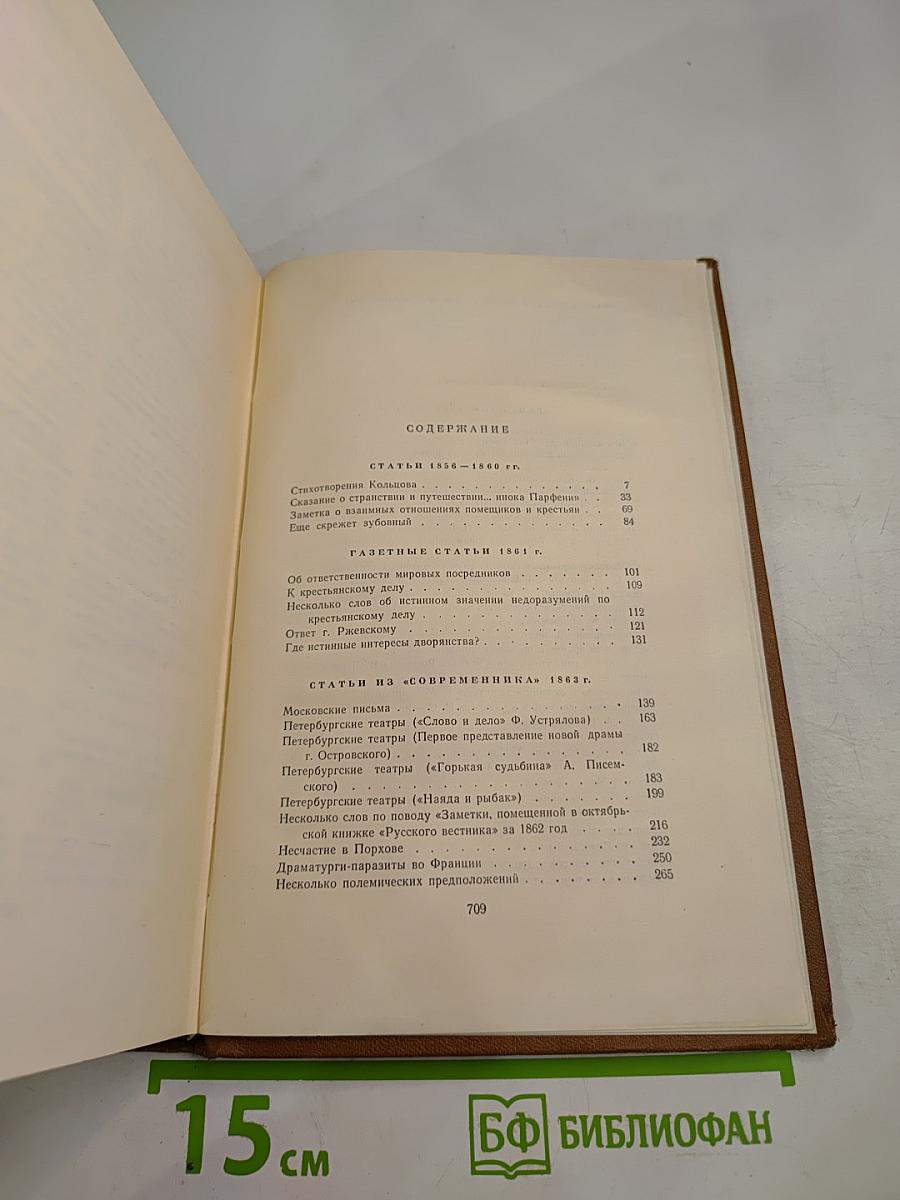 СОДЕРЖАНИЕ
СТАТЬИ 1856—1860 гг.
Стихотворения Кольцова . . . . . . . . . . . . . . 7
Сказание о странствии и путешествии... инока Парфения . . 33
Заметка о взаимных отношениях помещиков и крестьян . . 69
Еще скрежет зубовный . . . . . . . . . . . . . . 84
ГАЗЕТНЫЕ СТАТЬИ 1861 г.
Об ответственности мировых посредников . . . . . . . 101
К крестьянскому делу . . . . . . . . . . . . . . . 109
Несколько слов об истинном значении недоразумений по
крестьянскому делу . . . . . . . . . . . . . . 112
Ответ г. Ржевскому . . . . . . . . . . . . . . . 121
Где истинные интересы дворянства? . . . . . . . . . . 131
СТАТЬИ ИЗ «СОВРЕМЕННИКА» 1863 г.
Московские письма . . . . . . . . . . . . . . . . 139
Петербургские театры («Слово и дело» Ф. Устрялова) . . 163
Петербургские театры (Первое представление новой драмы
г. Островского) . . . . . . . . . . . . . . . . 182
Петербургские театры («Горькая судьбина» А. Писем-
ского) . . . . . . . . . . . . . . . . . . . 183
Петербургские театры («Наяда и рыбак») . . . . . . . 199
Несколько слов по поводу «Заметки, помещенной в октябрь-
ской книжке «Русского вестника» за 1862 год . . . . 216
Несчастие в Порхове . . . . . . . . . . . . . . . 232
Драматурги-паразиты во Франции . . . . . . . . . . 250
Несколько полемических предположений . . . . . . . . 265
709
15 см
БФ БИБЛИОФАН